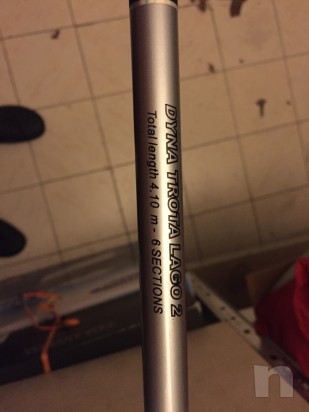 DYNA TROTA LAGO 2
Total length 4.10 m - 6 SECTIONS
n